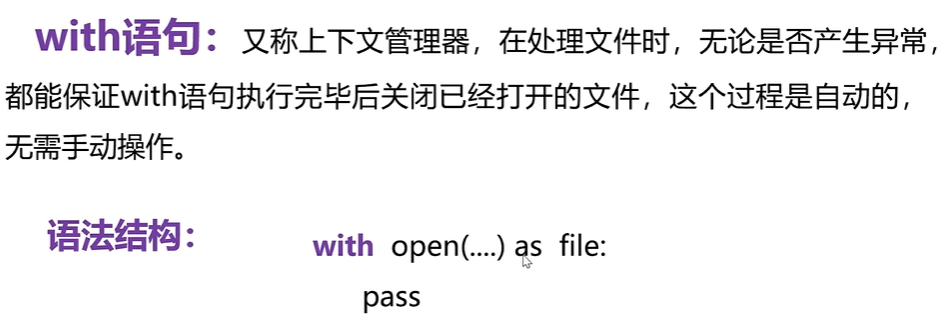 with语句：又称上下文管理器，在处理文件时，无论是否产生异常，
都能保证with语句执行完毕后关闭已经打开的文件，这个过程是自动的，
无需手动操作。
语法结构： with open(....) as file:
pass